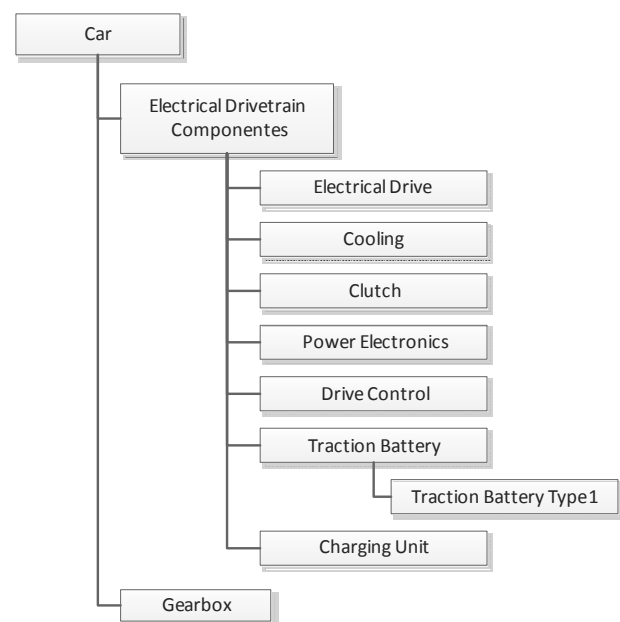 Car
Electrical Drivetrain
Componentes
Electrical Drive
Cooling
Clutch
Power Electronics
Drive Control
Traction Battery
Traction Battery Type1
Charging Unit
Gearbox